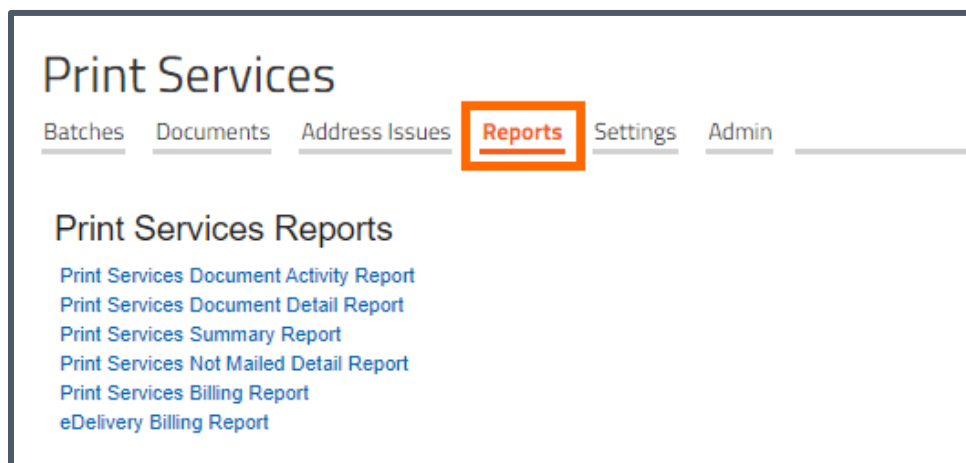 Print Services
Batches Documents Address Issues Reports Settings Admin
Print Services Reports
Print Services Document Activity Report
Print Services Document Detail Report
Print Services Summary Report
Print Services Not Mailed Detail Report
Print Services Billing Report
eDelivery Billing Report